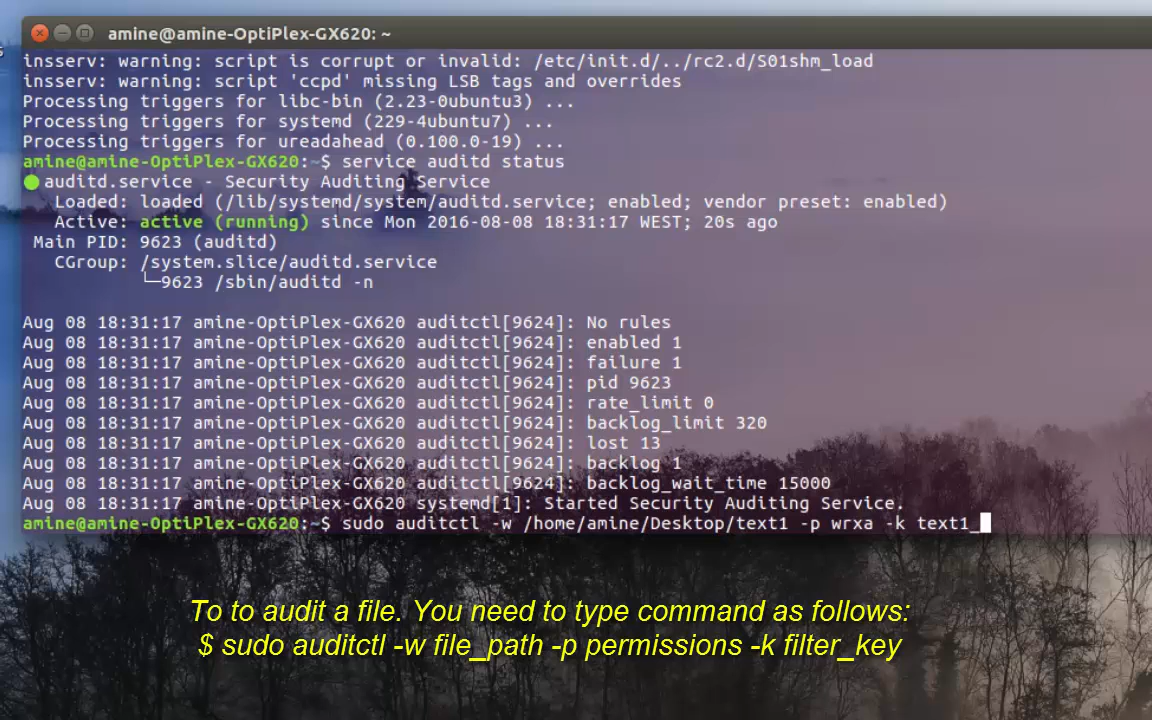 amine@amine-OptiPlex-GX620: ~
insserv: warning: script is corrupt or invalid: /etc/init.d/../rc2.d/S01shm_load
insserv: warning: script 'ccpd' missing LSB tags and overrides
Processing triggers for libc-bin (2.23-0ubuntu3) ...
Processing triggers for systemd (229-4ubuntu7) ...
Processing triggers for ureadahead (0.100.0-19) ...
amine@amine-OptiPlex-GX620:~$ service auditd status
● auditd.service - Security Auditing Service
   Loaded: loaded (/lib/systemd/system/auditd.service; enabled; vendor preset: enabled)
   Active: active (running) since Mon 2016-08-08 18:31:17 WEST; 20s ago
 Main PID: 9623 (auditd)
   CGroup: /system.slice/auditd.service
           └─9623 /sbin/auditd -n
Aug 08 18:31:17 amine-OptiPlex-GX620 auditctl[9624]: No rules
Aug 08 18:31:17 amine-OptiPlex-GX620 auditctl[9624]: enabled 1
Aug 08 18:31:17 amine-OptiPlex-GX620 auditctl[9624]: failure 1
Aug 08 18:31:17 amine-OptiPlex-GX620 auditctl[9624]: pid 9623
Aug 08 18:31:17 amine-OptiPlex-GX620 auditctl[9624]: rate_limit 0
Aug 08 18:31:17 amine-OptiPlex-GX620 auditctl[9624]: backlog_limit 320
Aug 08 18:31:17 amine-OptiPlex-GX620 auditctl[9624]: lost 13
Aug 08 18:31:17 amine-OptiPlex-GX620 auditctl[9624]: backlog 1
Aug 08 18:31:17 amine-OptiPlex-GX620 auditctl[9624]: backlog_wait_time 15000
Aug 08 18:31:17 amine-OptiPlex-GX620 systemd[1]: Started Security Auditing Service.
amine@amine-OptiPlex-GX620:~$ sudo auditctl -w /home/amine/Desktop/text1 -p wrxa -k text1_
To to audit a file. You need to type command as follows:
$ sudo auditctl -w file_path -p permissions -k filter_key